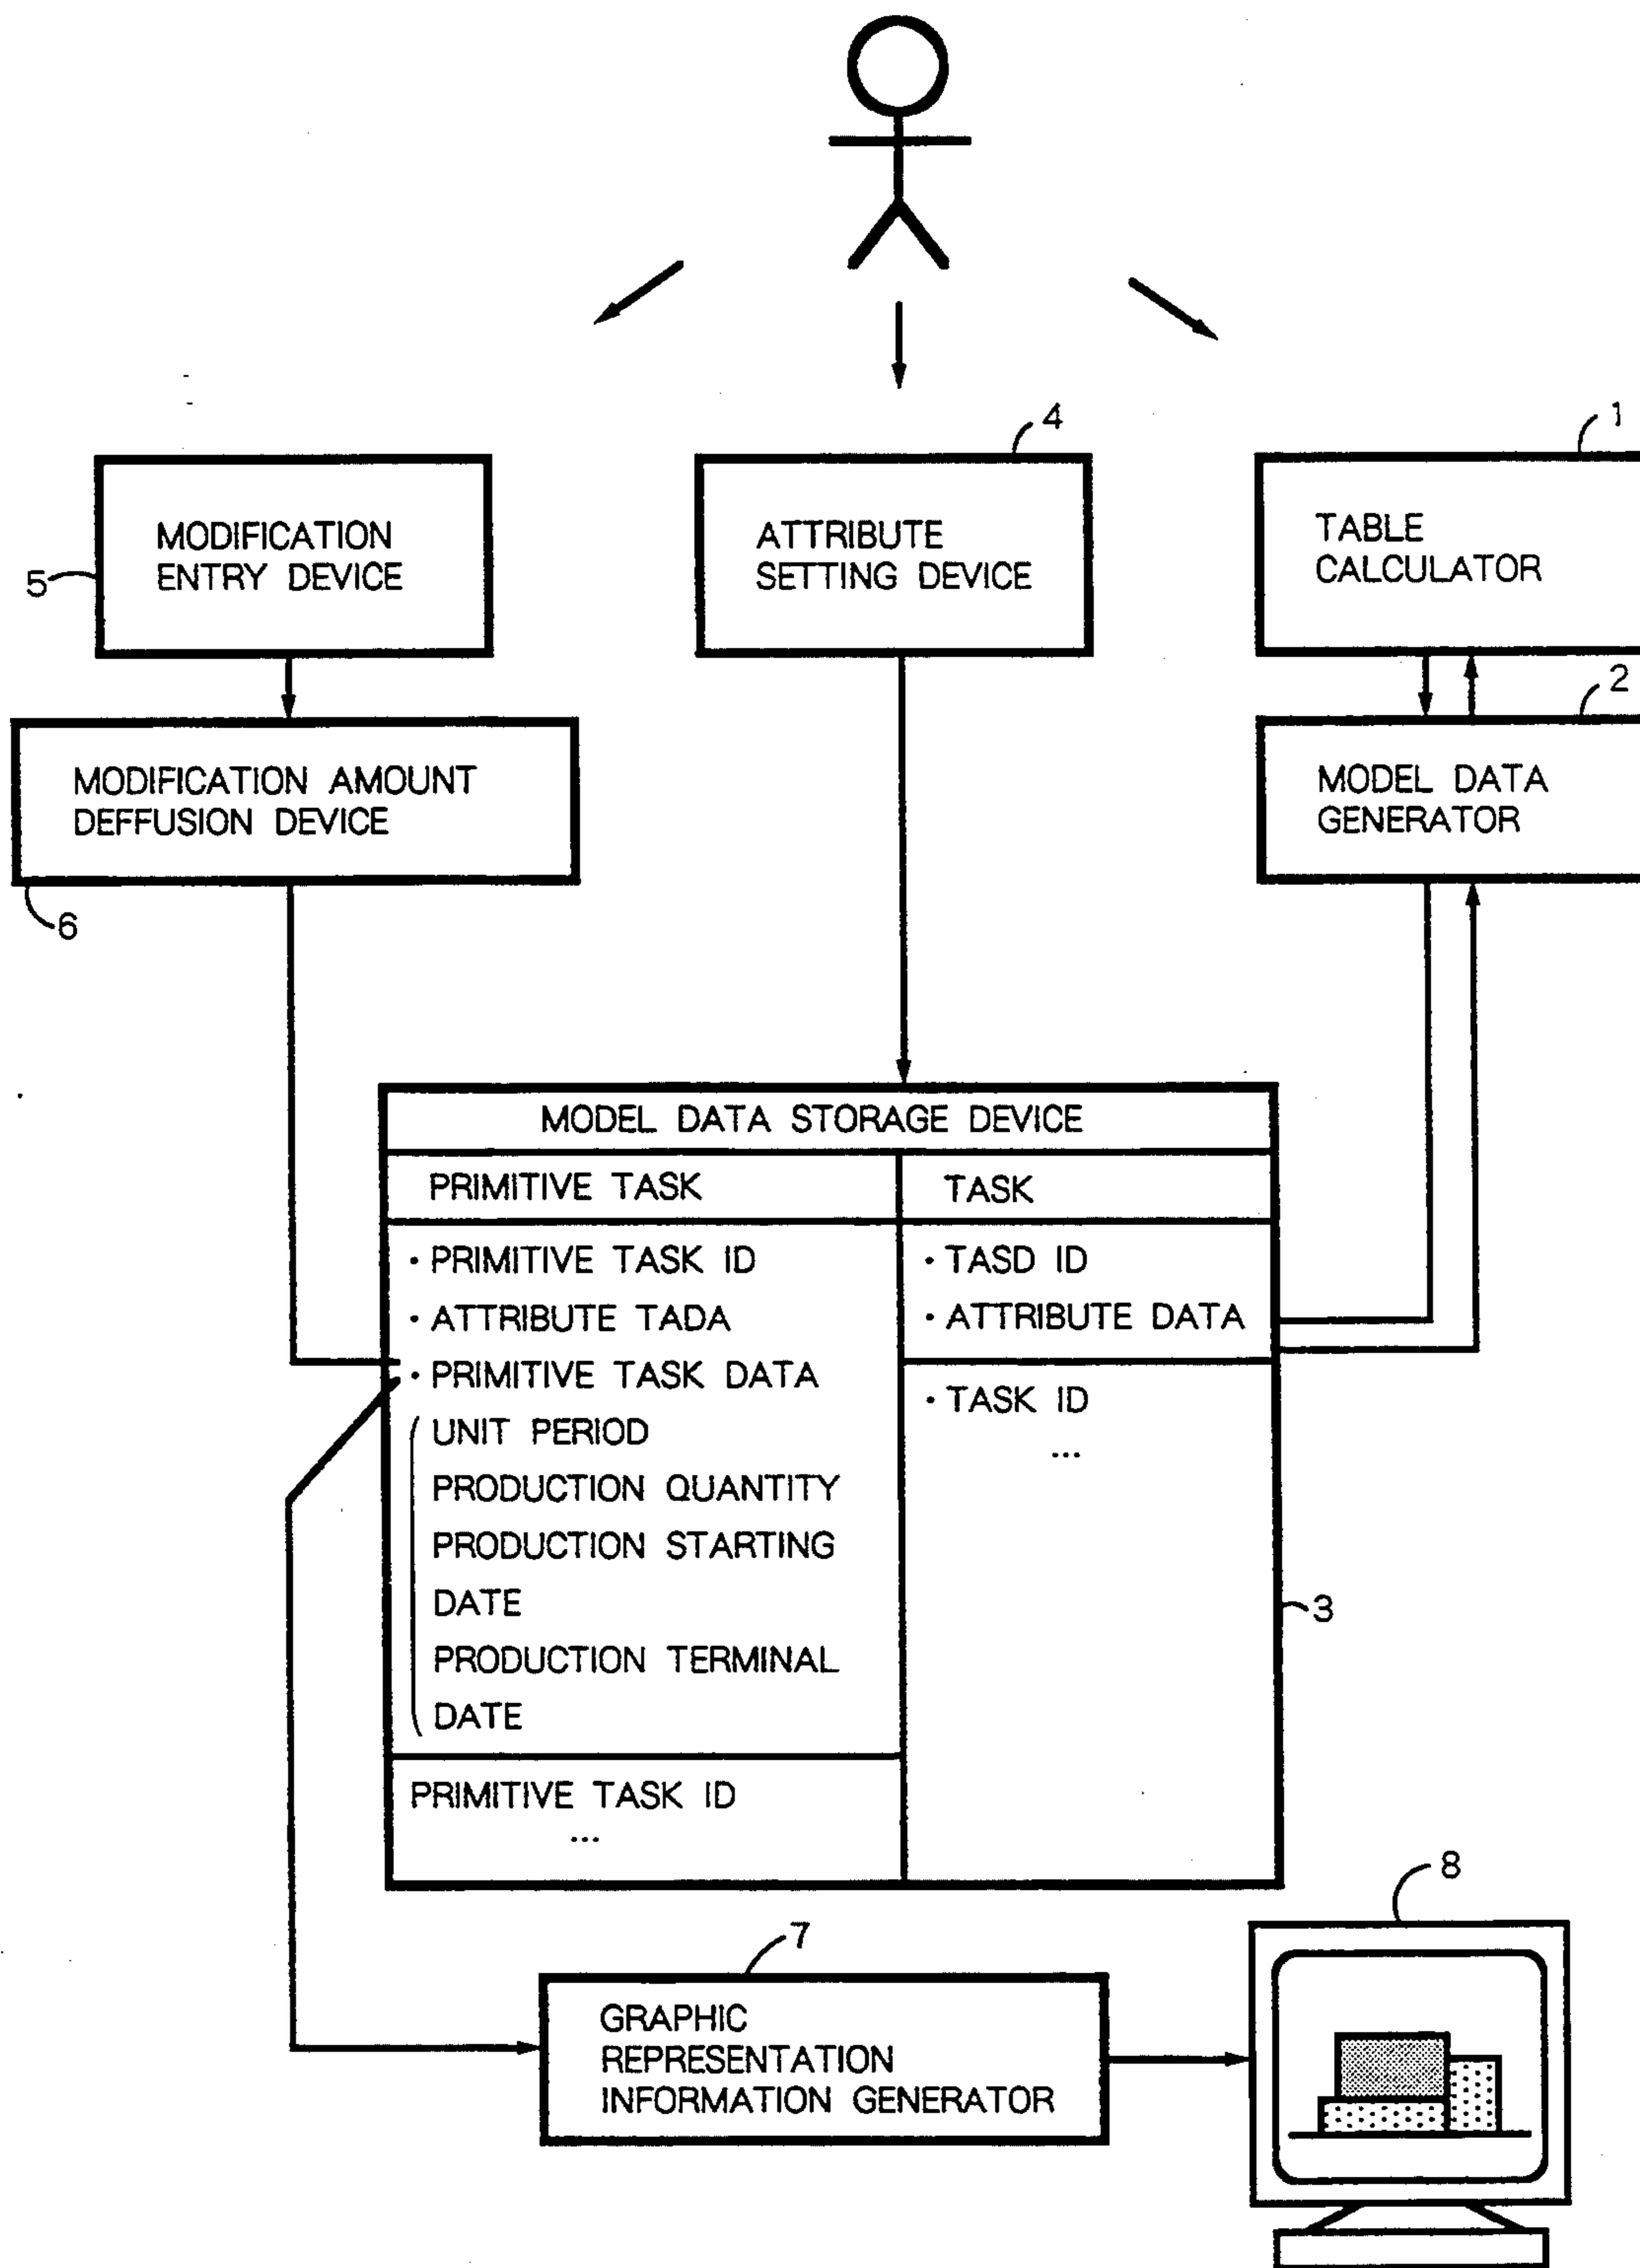 4
1
MODIFICATION
ENTRY DEVICE
5
ATTRIBUTE
SETTING DEVICE
TABLE
CALCULATOR
2
MODIFICATION AMOUNT
DEFFUSION DEVICE
6
MODEL DATA
GENERATOR
MODEL DATA STORAGE DEVICE
PRIMITIVE TASK
TASK
· PRIMITIVE TASK ID
· ATTRIBUTE TADA
· PRIMITIVE TASK DATA
UNIT PERIOD
PRODUCTION QUANTITY
PRODUCTION STARTING
DATE
PRODUCTION TERMINAL
DATE
PRIMITIVE TASK ID
...
· TASD ID
· ATTRIBUTE DATA
· TASK ID
...
3
7
8
GRAPHIC
REPRESENTATION
INFORMATION GENERATOR